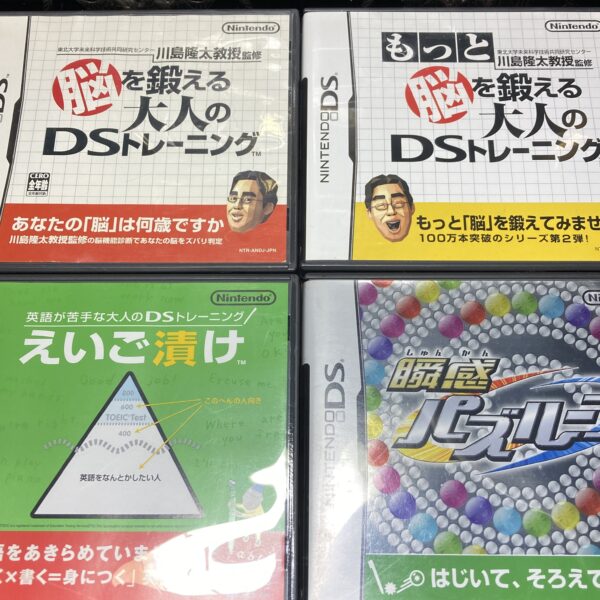 Nintendo
東北大学未来科学技術共同研究センター
川島隆太教授監修
脳を鍛える
大人の
DSトレーニング™
CERO
全年齢
あなたの「脳」は何歳ですか
川島隆太教授監修の脳機能診断であなたの脳をズバリ判定
NTR-ANDJ-JPN
DS.
Nintendo
もっと
東北大学未来科学技術共同研究センター
川島隆太教授監修
脳を鍛える
大人の
DSトレーニング
NINTENDO DS.
もっと「脳」を鍛えてみませ
100万本突破のシリーズ第2弾！
Nintendo
英語が苦手な大人のDSトレーニング
えいご漬け™
800
600
TOEIC Test
400
このへんの人向き
英語をなんとかしたい人
語をあきらめていま
×書く=身につく」
NINTENDO DS.
しゅんかん
瞬感
パズルー
はじいて、そろえて